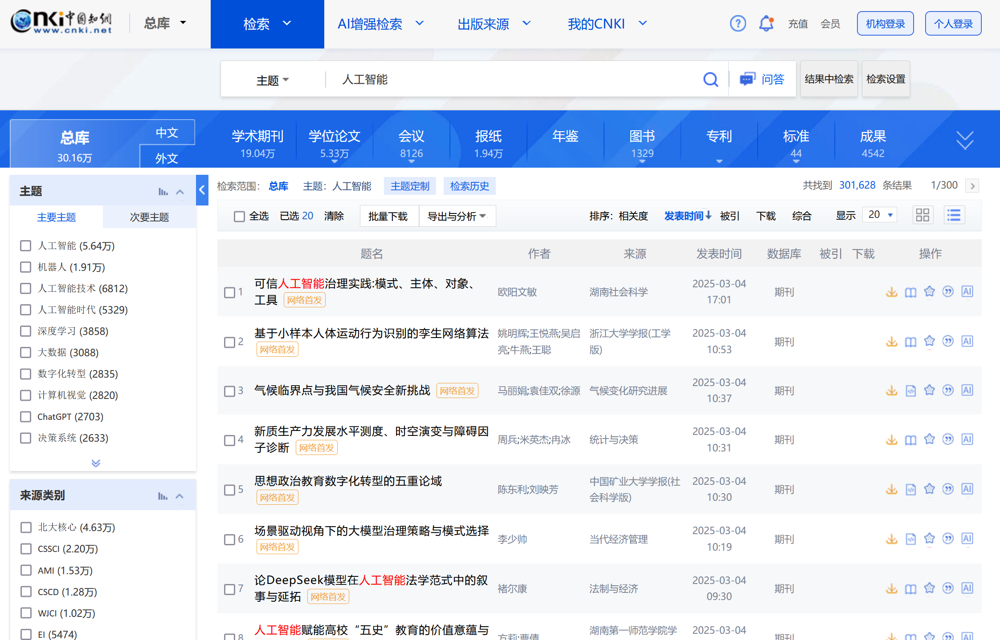 cnki中国知网
www.cnki.net
总库
检索
AI增强检索
出版来源
我的CNKI
充值
会员
机构登录
个人登录
主题
人工智能
问答
结果中检索
检索设置
总库
30.16万
中文
外文
学术期刊
19.04万
学位论文
5.33万
会议
8126
报纸
1.94万
年鉴
图书
1329
专利
标准
44
成果
4542
主题
主要主题
次要主题
人工智能 (5.64万)
机器人 (1.91万)
人工智能技术 (6812)
人工智能时代 (5329)
深度学习 (3858)
大数据 (3088)
数字化转型 (2835)
计算机视觉 (2820)
ChatGPT (2703)
决策系统 (2633)
来源类别
北大核心 (4.63万)
CSSCI (2.20万)
AMI (1.53万)
CSCD (1.28万)
WJCI (1.02万)
EI (5474)
检索范围： 总库 主题：人工智能 主题定制 检索历史
共找到 301,628 条结果 1/300
全选 已选 20 清除 批量下载 导出与分析
排序：相关度 发表时间 被引 下载 综合 显示 20
题名 作者 来源 发表时间 数据库 被引 下载 操作
1
可信人工智能治理实践:模式、主体、对象、
工具 网络首发
欧阳文敏
湖南社会科学
2025-03-04
17:01
期刊
AI
2
基于小样本人体运动行为识别的孪生网络算法
网络首发
姚明辉;王悦燕;吴启
亮;牛燕;王聪
浙江大学学报(工学
版)
2025-03-04
10:53
期刊
AI
3
气候临界点与我国气候安全新挑战 网络首发
马丽娟;袁佳双;徐源
气候变化研究进展
2025-03-04
10:37
期刊
AI
4
新质生产力发展水平测度、时空演变与障碍因
子诊断 网络首发
周兵;米英杰;冉冰
统计与决策
2025-03-04
10:31
期刊
AI
5
思想政治教育数字化转型的五重论域
网络首发
陈东利;刘映芳
中国矿业大学学报(社
会科学版)
2025-03-04
10:30
期刊
AI
6
场景驱动视角下的大模型治理策略与模式选择
网络首发
李少帅
当代经济管理
2025-03-04
10:19
期刊
AI
7
论DeepSeek模型在人工智能法学范式中的叙
事与延拓 网络首发
褚尔康
法制与经济
2025-03-04
09:30
期刊
AI
8
人工智能赋能高校“五史”教育的价值意蕴与
方莉;曹倩
湖南第一师范学院学
2025-03-04
期刊
AI